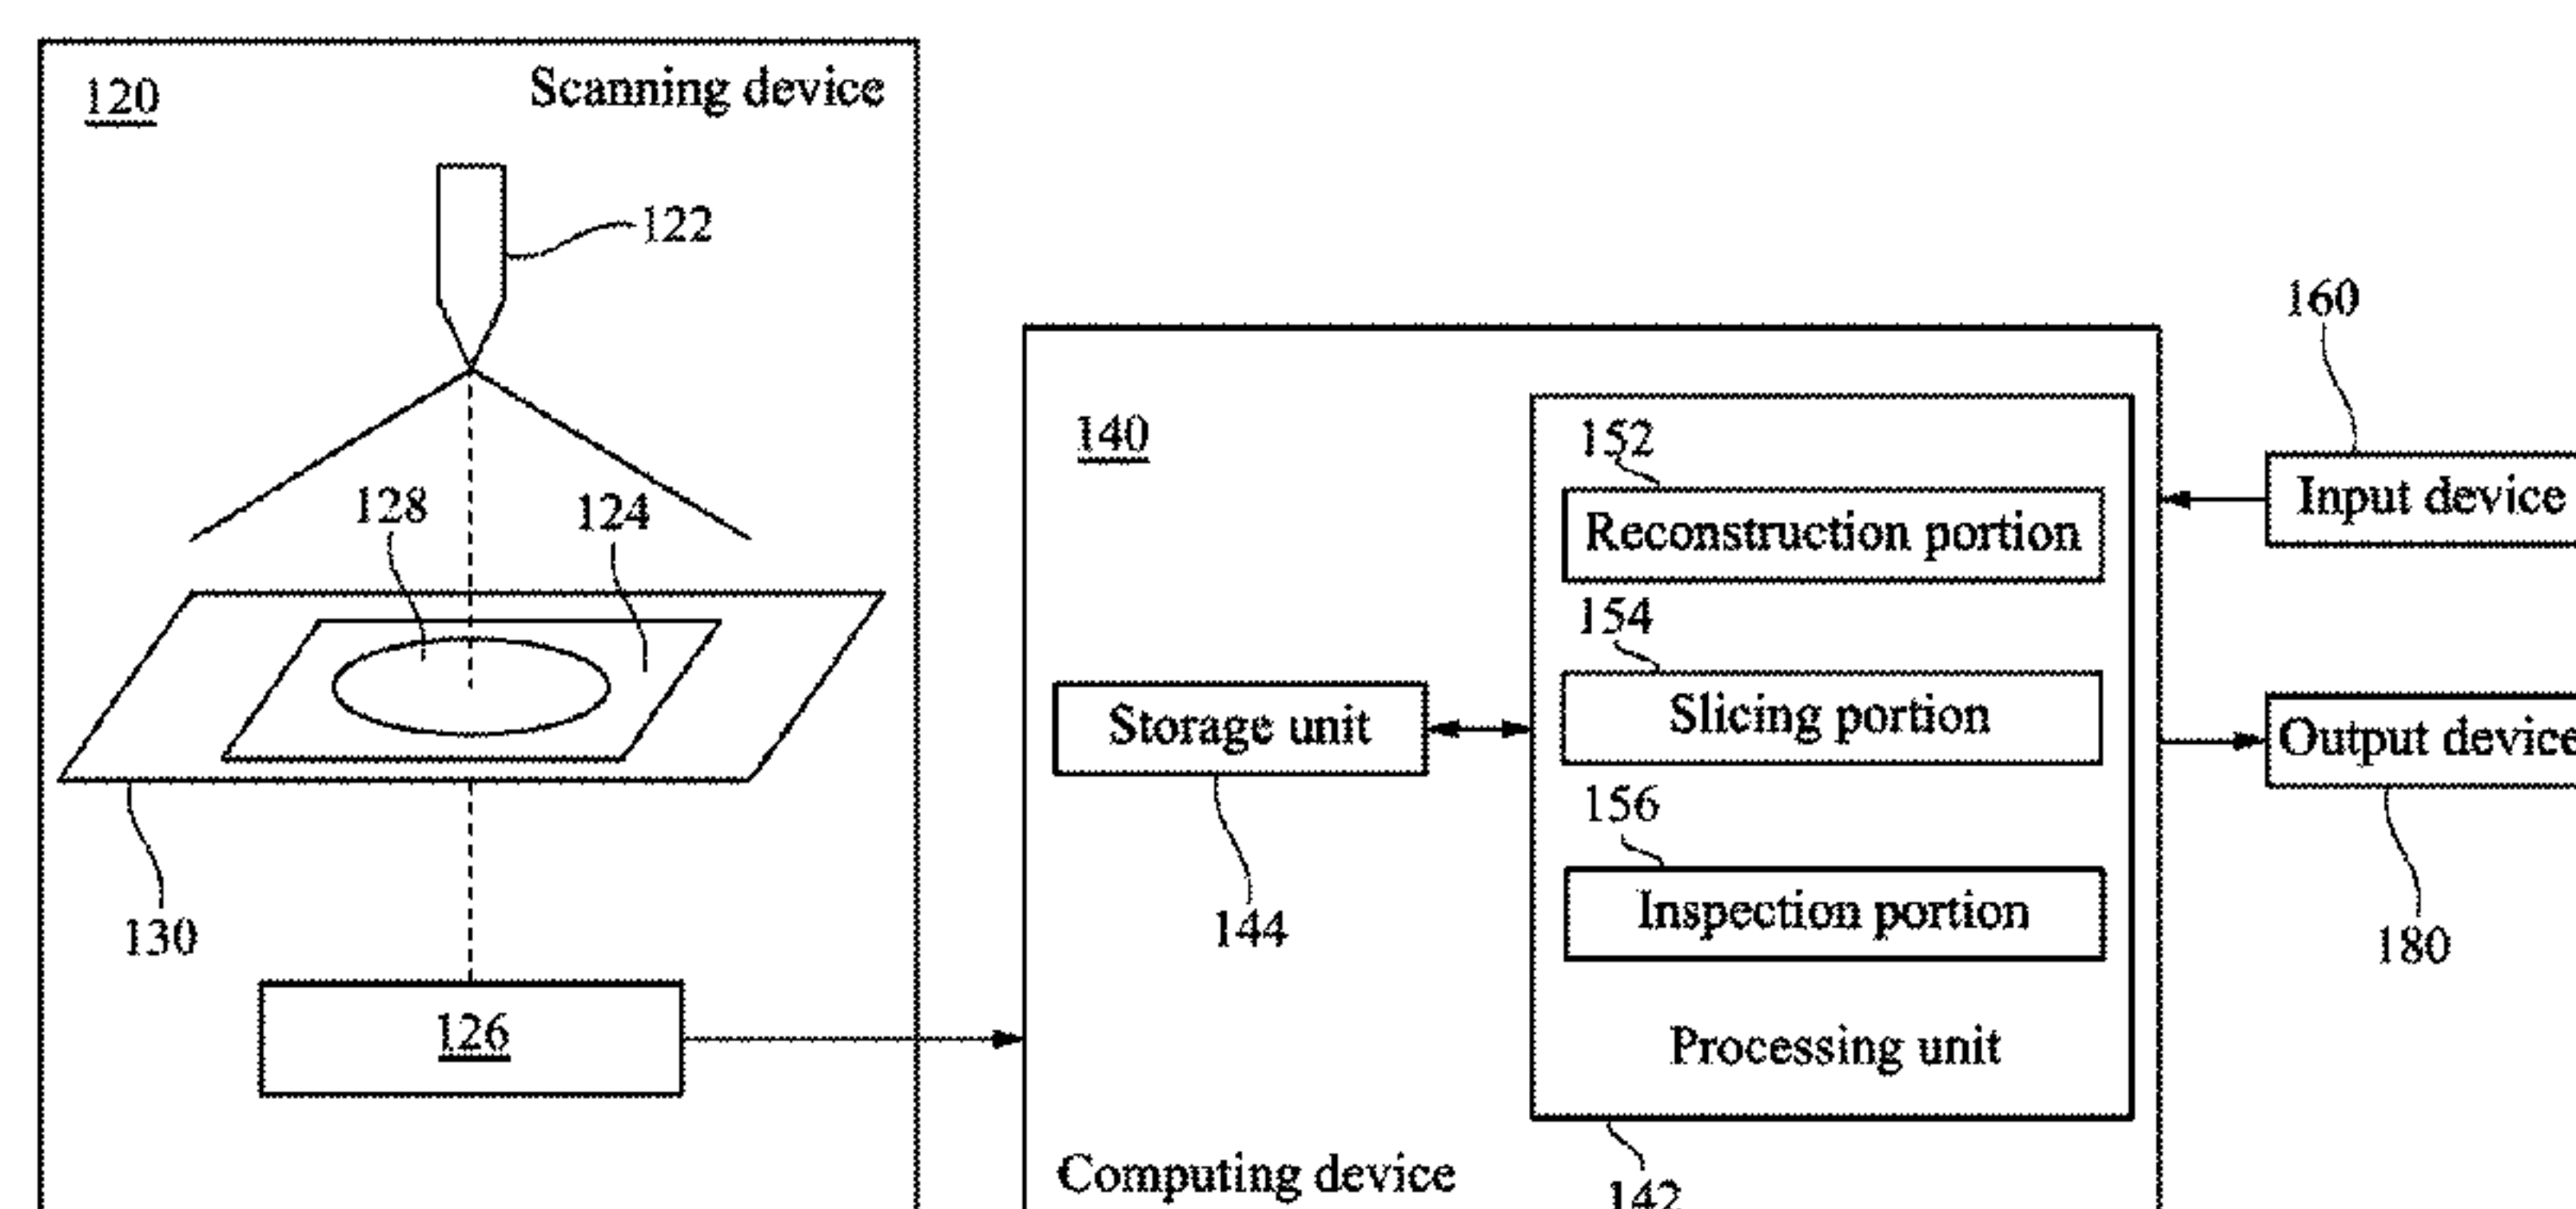 120
Scanning device
122
128
124
130
126
140
152
Reconstruction portion
154
Slicing portion
156
Inspection portion
Processing unit
142
Storage unit
144
Computing device
160
Input device
Output device
180